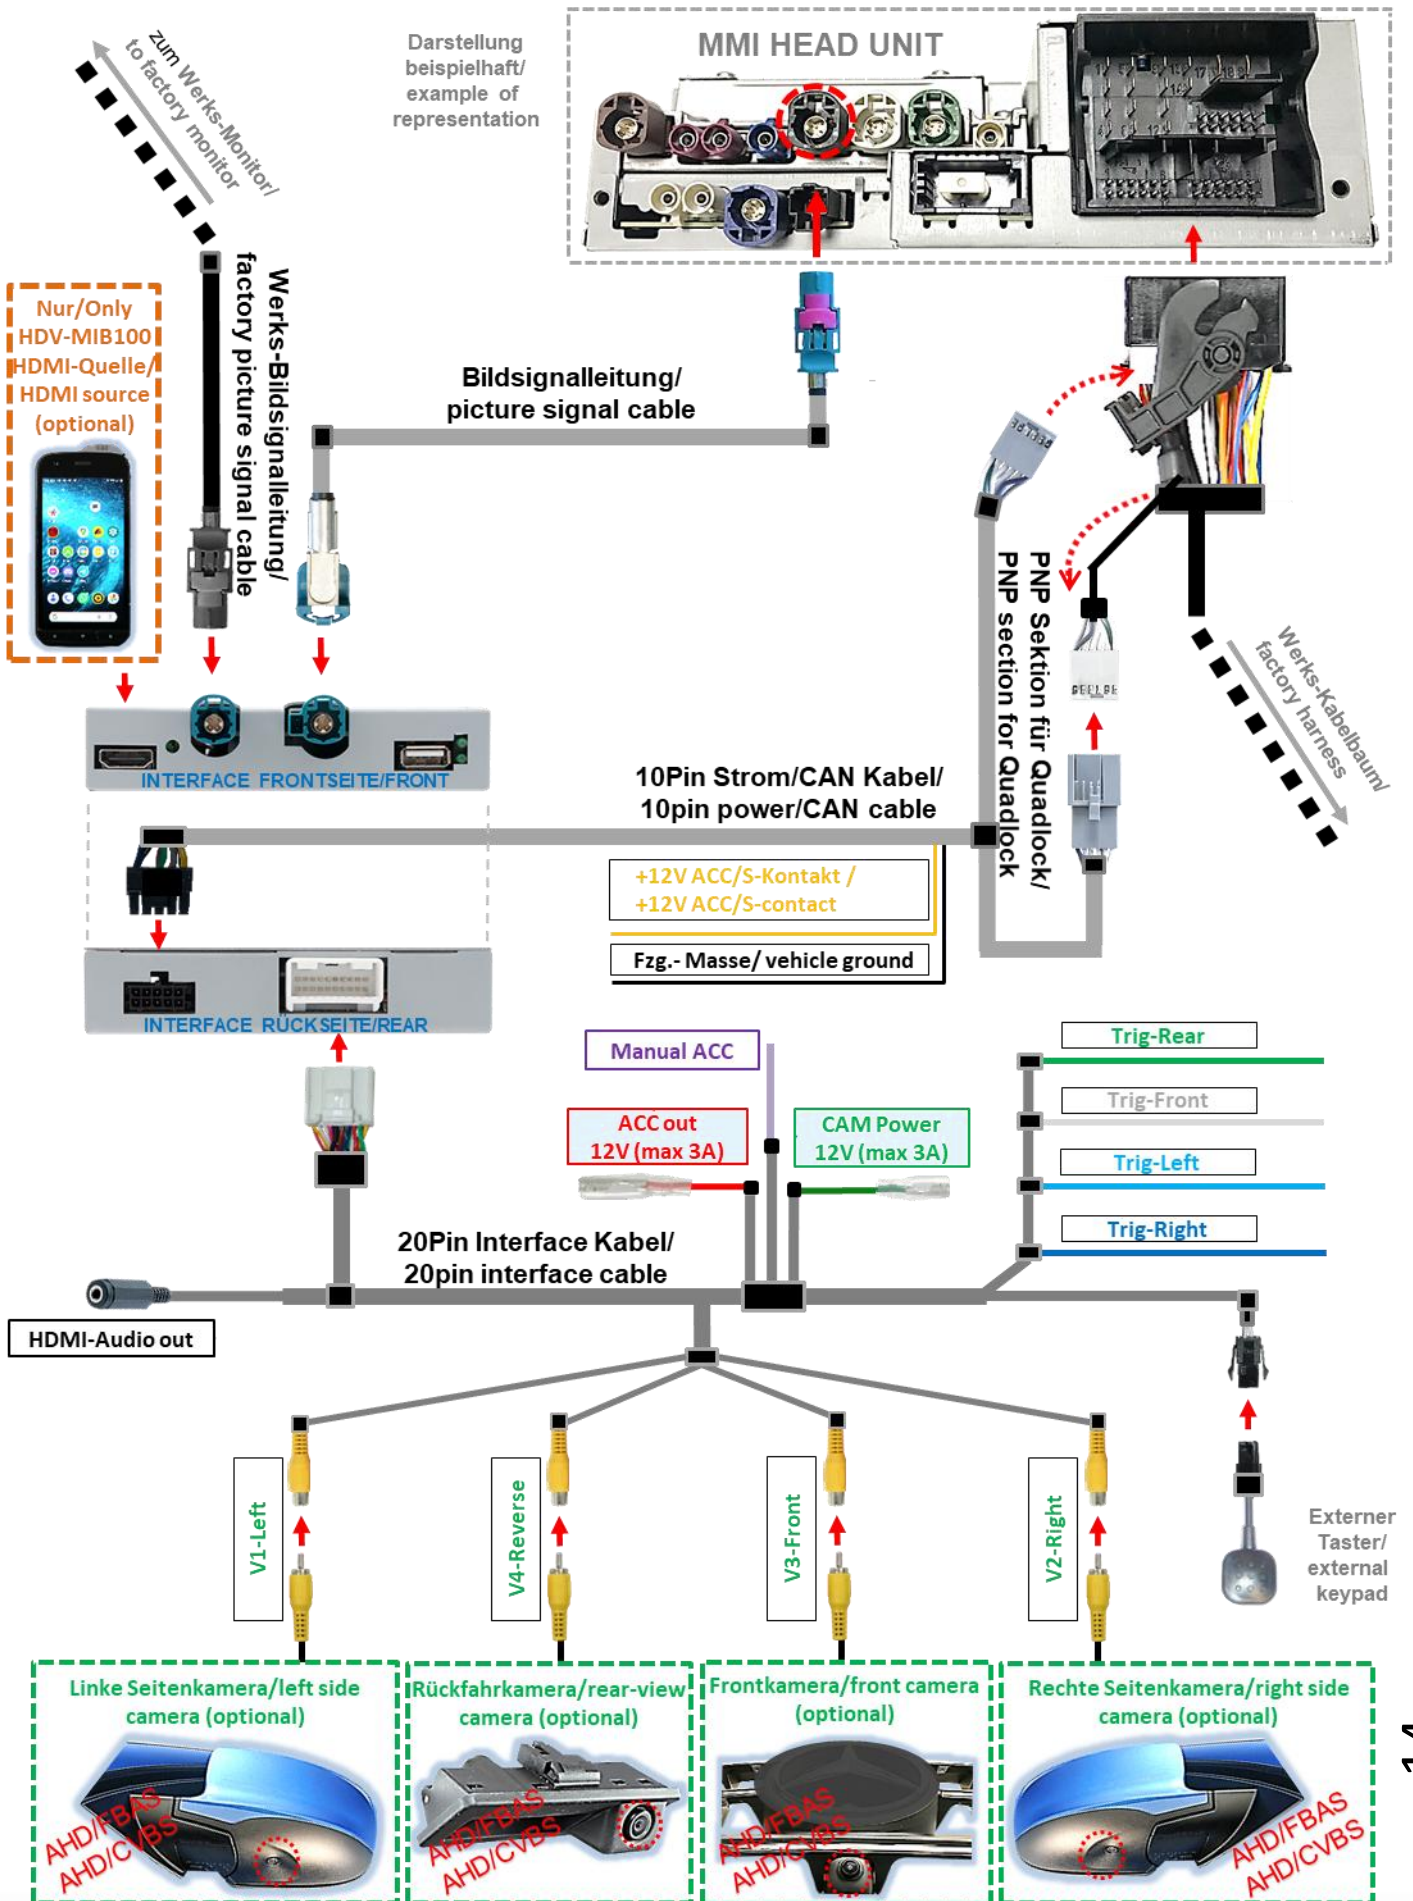 Darstellung
beispielhaft/
example of
representation
MMI HEAD UNIT
zum Werks-Monitor/
to factory monitor
Nur/Only
HDV-MIB100
HDMI-Quelle/
HDMI source
(optional)
Werks-Bildsignalleitung/
factory picture signal cable
Bildsignalleitung/
picture signal cable
PNP Sektion für Quadlock/
PNP section for Quadlock
Werks-Kabelbaum/
factory harness
INTERFACE FRONTSEITE/FRONT
10Pin Strom/CAN Kabel/
10pin power/CAN cable
+12V ACC/S-Kontakt /
+12V ACC/S-contact
Fzg.- Masse/ vehicle ground
INTERFACE RÜCKSEITE/REAR
Manual ACC
ACC out
12V (max 3A)
CAM Power
12V (max 3A)
Trig-Rear
Trig-Front
Trig-Left
Trig-Right
20Pin Interface Kabel/
20pin interface cable
HDMI-Audio out
V1-Left
V4-Reverse
V3-Front
V2-Right
Externer
Taster/
external
keypad
Linke Seitenkamera/left side
camera (optional)
AHD/FBAS
AHD/CVBS
Rückfahrkamera/rear-view
camera (optional)
AHD/FBAS
AHD/CVBS
Frontkamera/front camera
(optional)
AHD/FBAS
AHD/CVBS
Rechte Seitenkamera/right side
camera (optional)
AHD/FBAS
AHD/CVBS